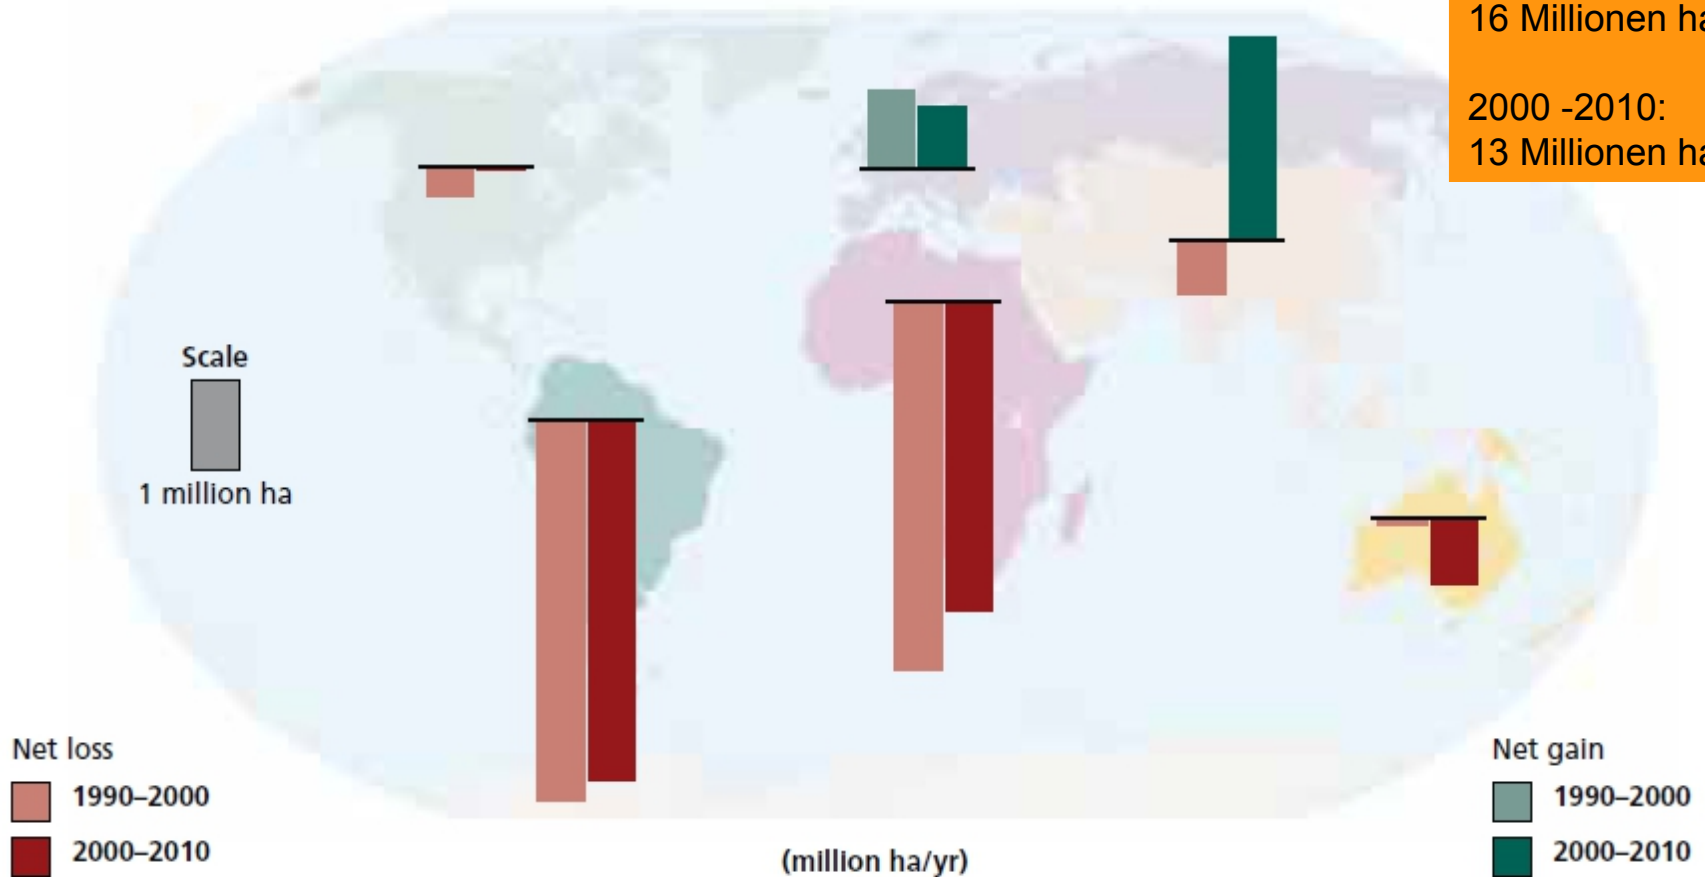 16 Millionen ha
2000 -2010:
13 Millionen ha
Scale
1 million ha
Net loss
1990–2000
2000–2010
(million ha/yr)
Net gain
1990–2000
2000–2010